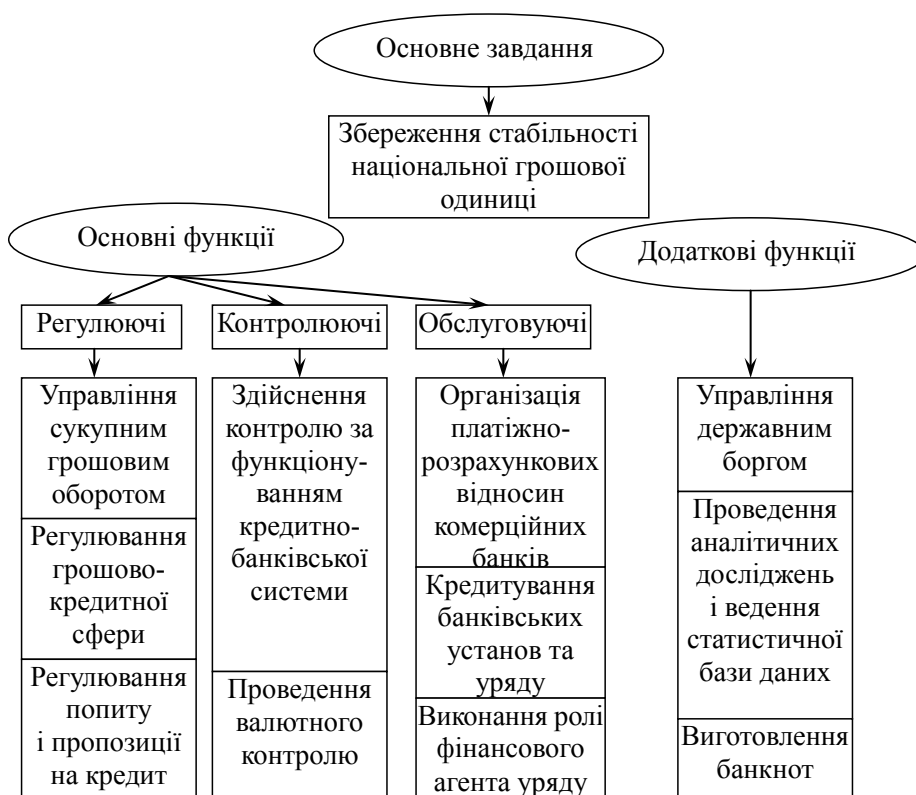 Основне завдання
Збереження стабільності
національної грошової
одиниці
Основні функції
Додаткові функції
Регулюючі
Контролюючі
Обслуговуючі
Управління
сукупним
грошовим
оборотом
Регулювання
грошово-
кредитної
сфери
Регулювання
попиту
і пропозиції
на кредит
Здійснення
контролю за
функціону-
ванням
кредитно-
банківської
системи
Проведення
валютного
контролю
Організація
платіжно-
розрахункових
відносин
комерційних
банків
Кредитування
банківських
установ та
уряду
Виконання ролі
фінансового
агента уряду
Управління
державним
боргом
Проведення
аналітичних
досліджень
і ведення
статистичної
бази даних
Виготовлення
банкнот